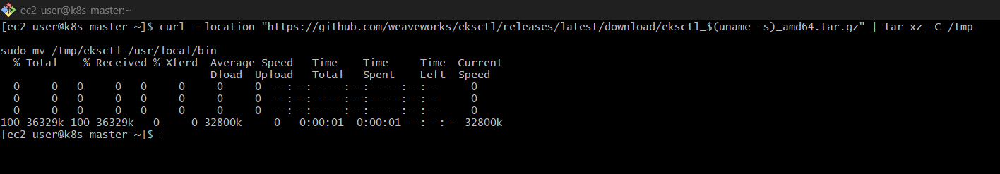 ec2-user@k8s-master:~
[ec2-user@k8s-master ~]$ curl --location "https://github.com/weaveworks/eksctl/releases/latest/download/eksctl_$(uname -s)_amd64.tar.gz" | tar xz -C /tmp
sudo mv /tmp/eksctl /usr/local/bin
  % Total    % Received % Xferd  Average Speed   Time    Time     Time  Current
                                 Dload  Upload   Total   Spent    Left  Speed
  0     0    0     0    0     0      0      0 --:--:-- --:--:-- --:--:--     0
  0     0    0     0    0     0      0      0 --:--:-- --:--:-- --:--:--     0
  0     0    0     0    0     0      0      0 --:--:-- --:--:-- --:--:--     0
100 36329k  100 36329k    0     0  32800k      0  0:00:01  0:00:01 --:--:-- 32800k
[ec2-user@k8s-master ~]$